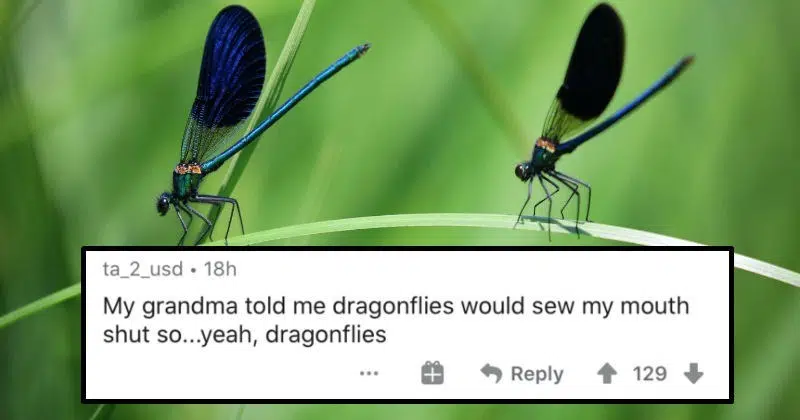 ta_2_usd • 18h
My grandma told me dragonflies would sew my mouth
shut so...yeah, dragonflies
Reply 129